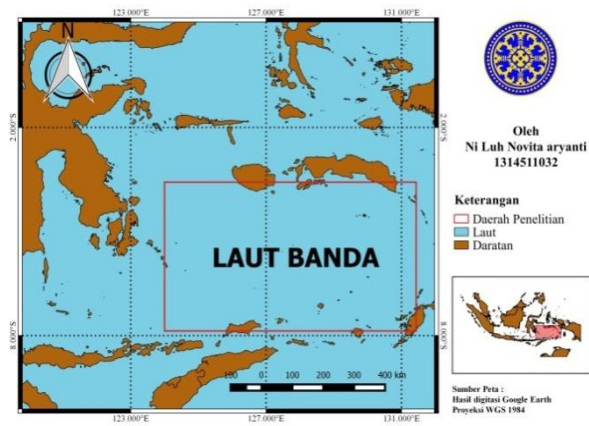 123.000°E 127.000°E 131.000°E
N
2.000°S 2.000°S
LAUT BANDA
8.000°S 8.000°S
100 0 100 200 300 400 km
123.000°E 127.000°E 131.000°E
Oleh
Ni Luh Novita aryanti
1314511032
Keterangan
Daerah Penelitian
Laut
Daratan
Sumber Peta :
Hasil digitasi Google Earth
Proyeksi WGS 1984